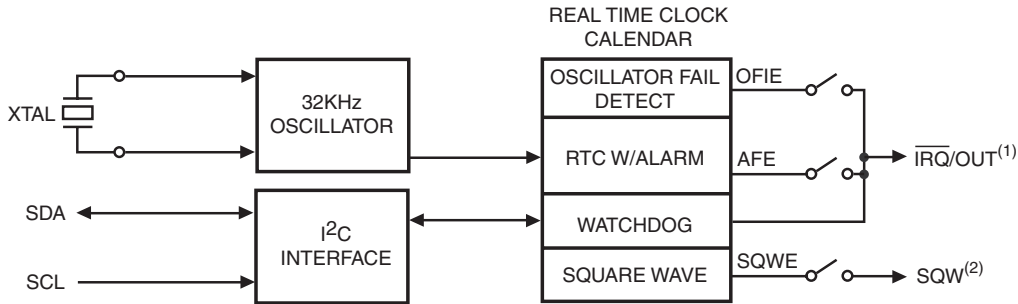 REAL TIME CLOCK
CALENDAR
XTAL
32KHz
OSCILLATOR
OSCILLATOR FAIL
DETECT
OFIE
RTC W/ALARM
AFE
IRQ/OUT(1)
SDA
SCL
I2C
INTERFACE
WATCHDOG
SQUARE WAVE
SQWE
SQW(2)